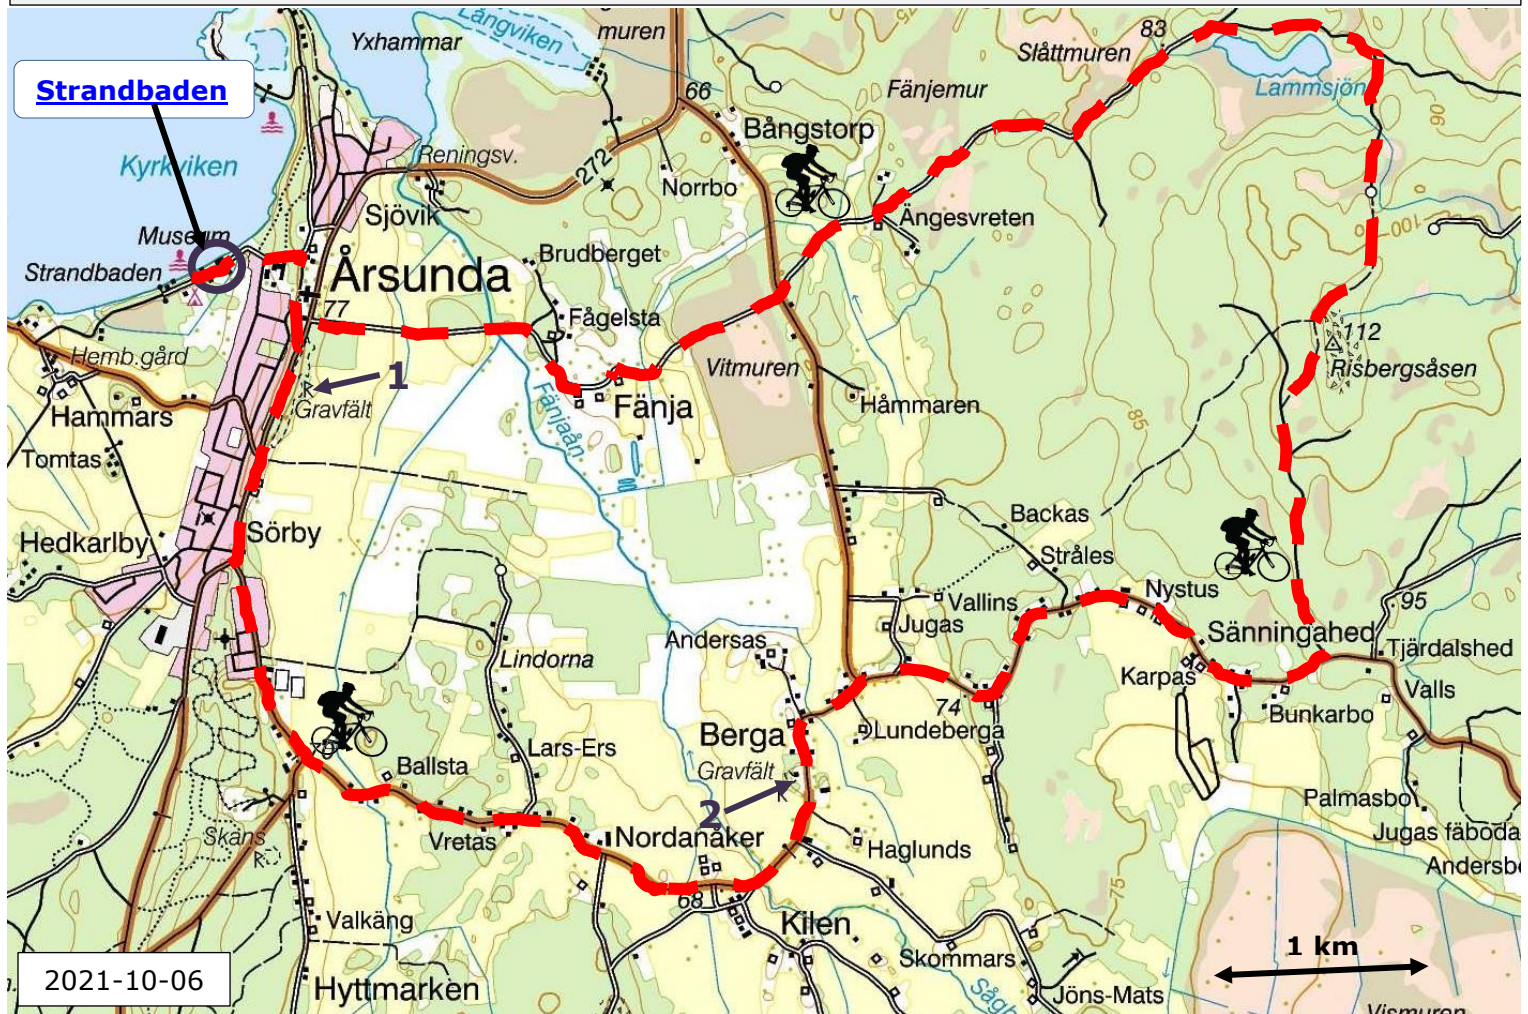 Långviken
muren
Yxhammar
83
Slåttmuren
Strandbaden
66
Fänjemur
Lammsjön
Bångstorp
96
Kyrkviken
Reningsv.
272
Norrbo
Sjövik
Ängesvreten
Museum
100
Brudberget
Strandbaden
Årsunda
77
Fågelsta
112
Hemb.gård
Vitmuren
Risbergsåsen
1
Gravfält
Fänjaån
Fänja
Håmmaren
85
Hammars
Tomtas
Backas
Sörby
Hedkarlby
Stråles
Nystus
Vallins
95
Jugas
Sänningahed
Andersas
Tjärdalshed
Lindorna
Karpas
Valls
74
Bunkarbo
Berga
Lundeberga
Lars-Ers
Ballsta
Gravfält
2
Palmasbo
Skans
Vretas
Nordanåker
Jugas fäboda
Haglunds
Andersb
75
68
Valkäng
Kilen
1 km
Skommars
2021-10-06
Hyttmarken
Jöns-Mats
Vismuren